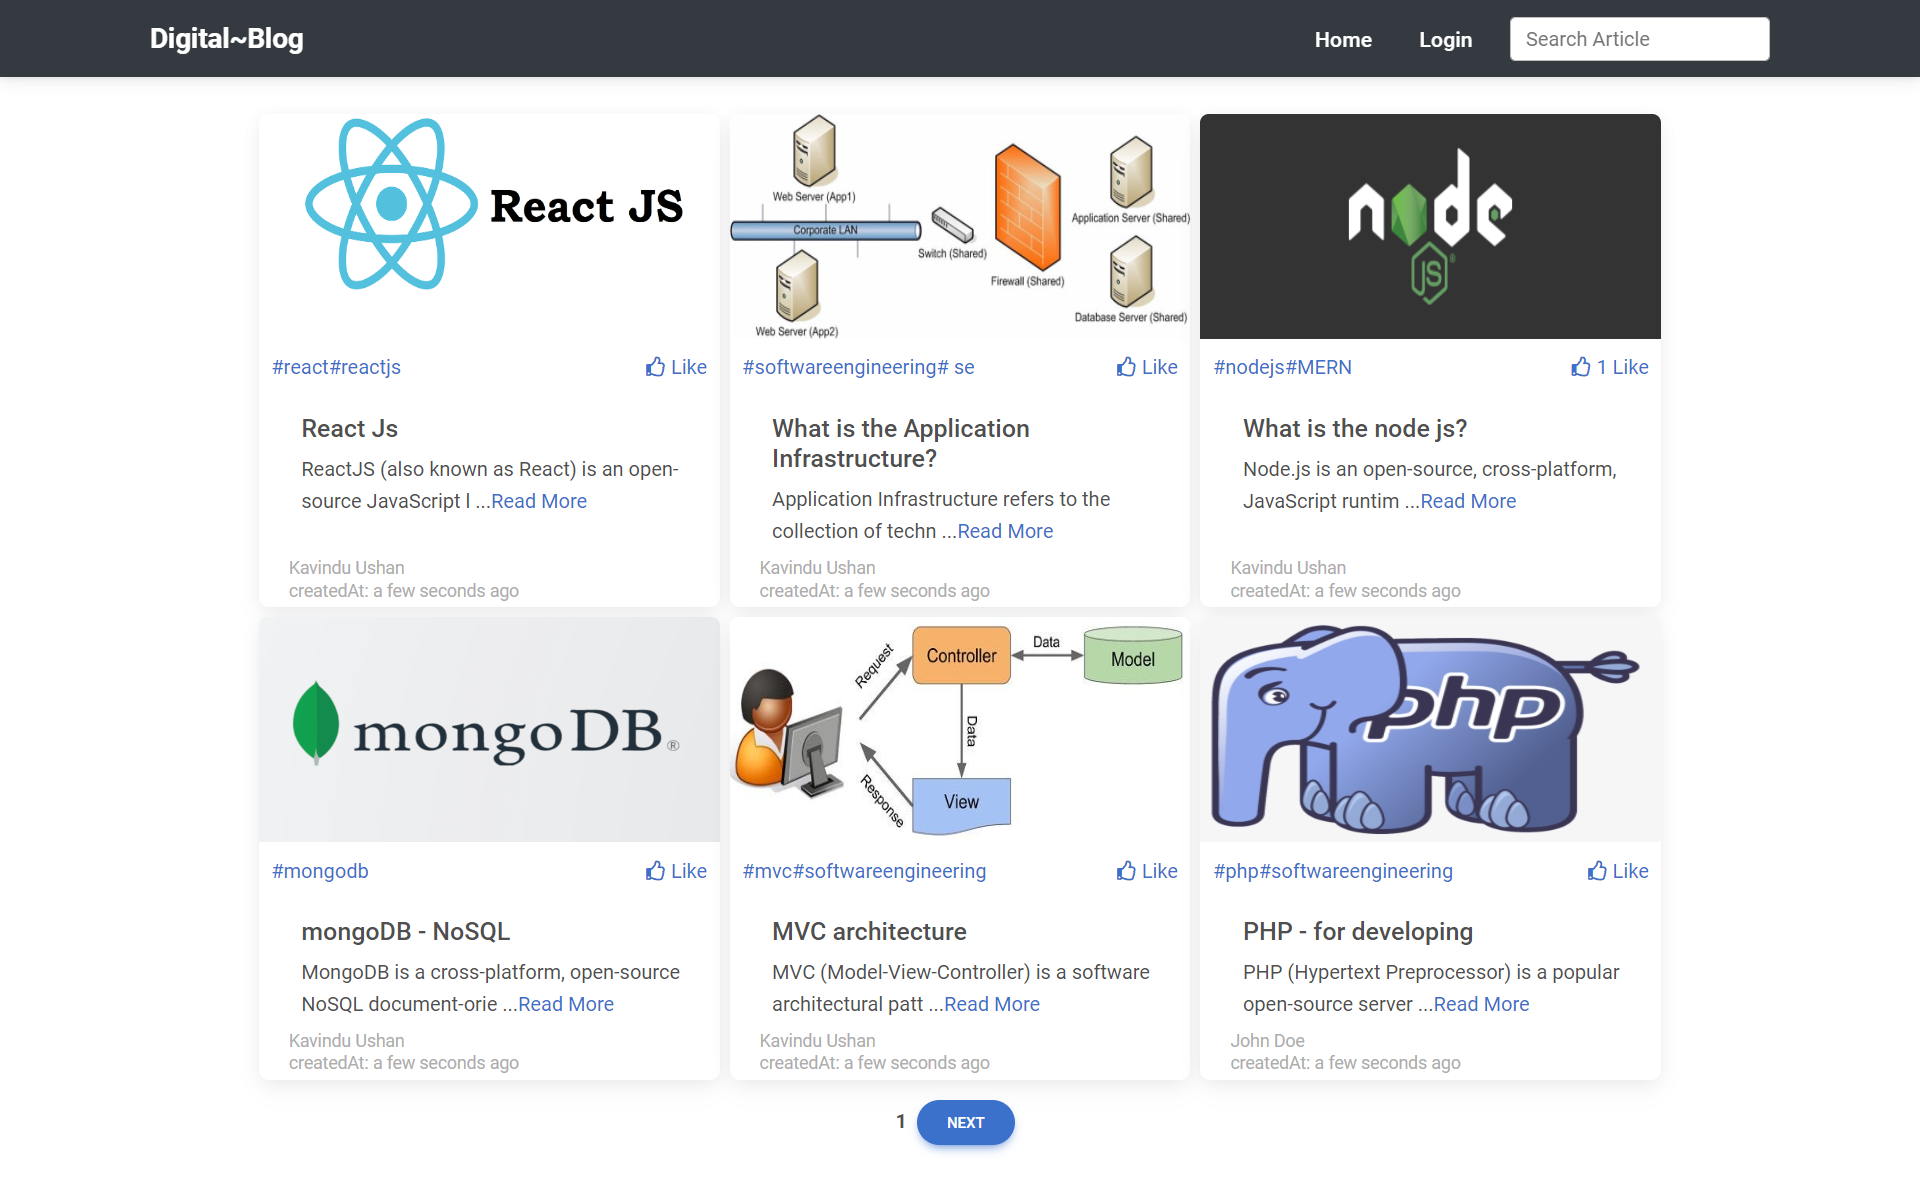 Digital~Blog
Home
Login
Search Article
React JS
Web Server (App1)
Corporate LAN
Web Server (App2)
Switch (Shared)
Firewall (Shared)
Application Server (Shared)
Database Server (Shared)
node
JS
®
#react#reactjs
Like
React Js
ReactJS (also known as React) is an open-
source JavaScript l ...Read More
Kavindu Ushan
createdAt: a few seconds ago
#softwareengineering# se
Like
What is the Application
Infrastructure?
Application Infrastructure refers to the
collection of techn ...Read More
Kavindu Ushan
createdAt: a few seconds ago
#nodejs#MERN
1 Like
What is the node js?
Node.js is an open-source, cross-platform,
JavaScript runtim ...Read More
Kavindu Ushan
createdAt: a few seconds ago
mongoDB®
#mongodb
Like
mongoDB - NoSQL
MongoDB is a cross-platform, open-source
NoSQL document-orie ...Read More
Kavindu Ushan
createdAt: a few seconds ago
Request
Controller
Data
Model
Data
Response
View
#mvc#softwareengineering
Like
MVC architecture
MVC (Model-View-Controller) is a software
architectural patt ...Read More
Kavindu Ushan
createdAt: a few seconds ago
php
#php#softwareengineering
Like
PHP - for developing
PHP (Hypertext Preprocessor) is a popular
open-source server ...Read More
John Doe
createdAt: a few seconds ago
1
NEXT